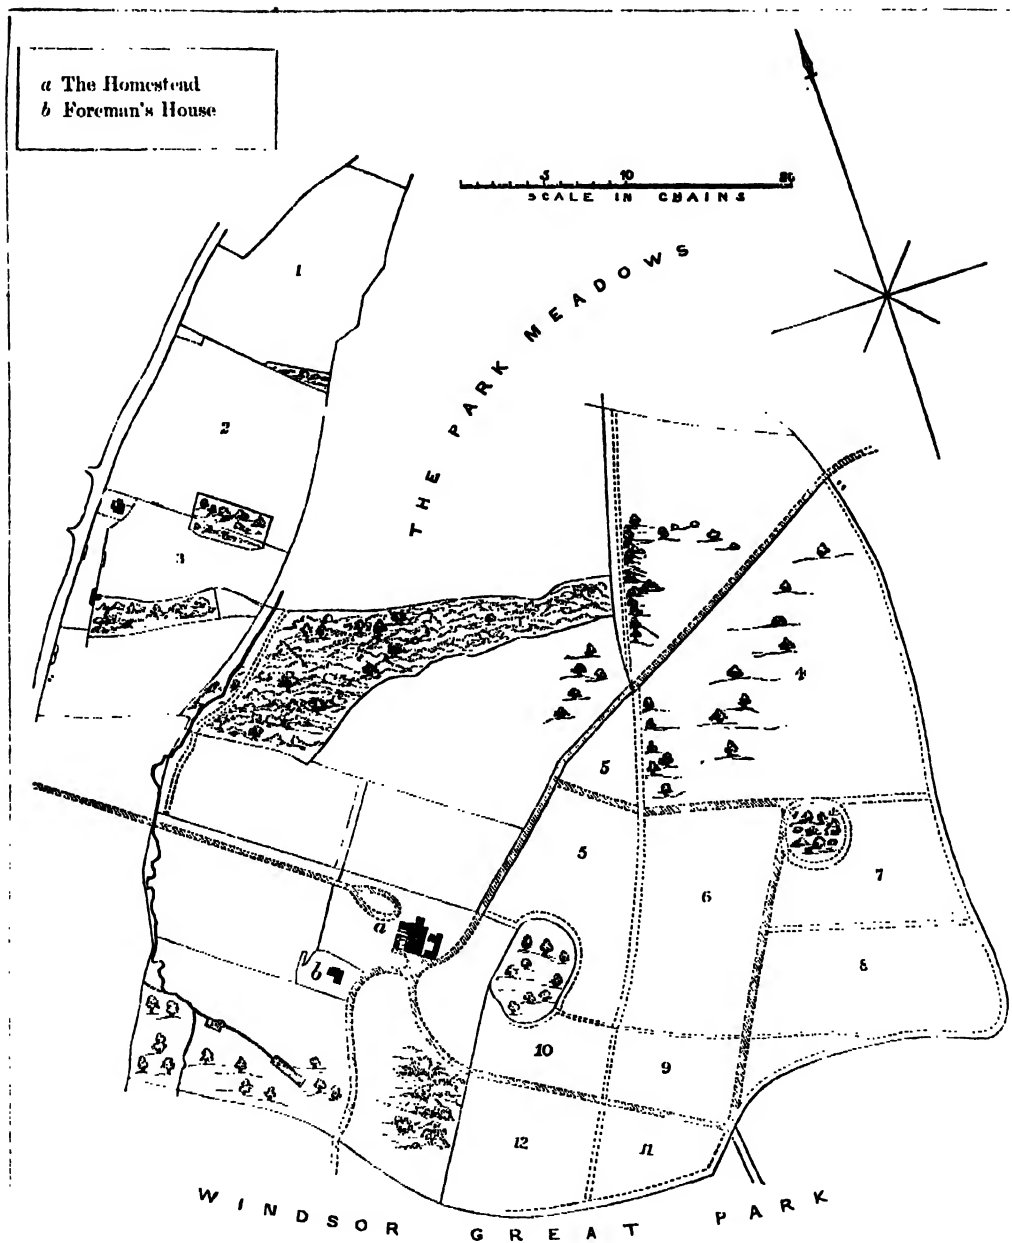 a The Homestead
b Foreman's House
5 10 20
SCALE IN CHAINS
THE PARK MEADOWS
1
2
3
4
5
5
6
7
8
9
10
11
12
a
b
WINDSOR GREAT PARK